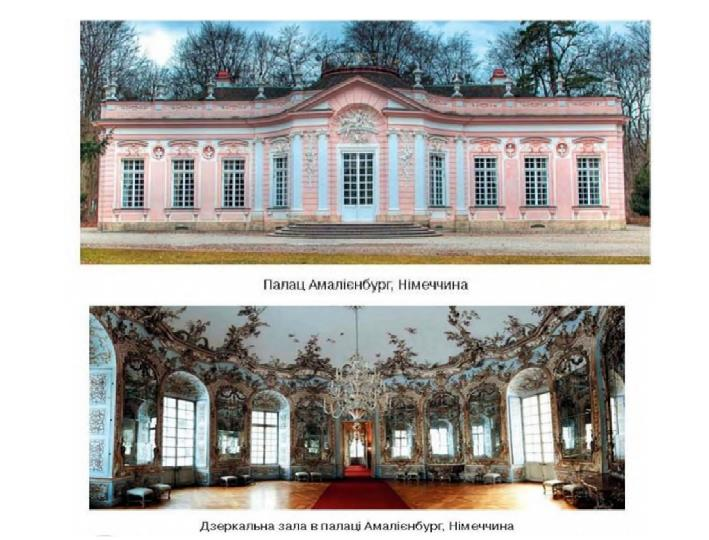 Палац Амалієнбург, Німеччина
Дзеркальна зала в палаці Амалієнбург, Німеччина